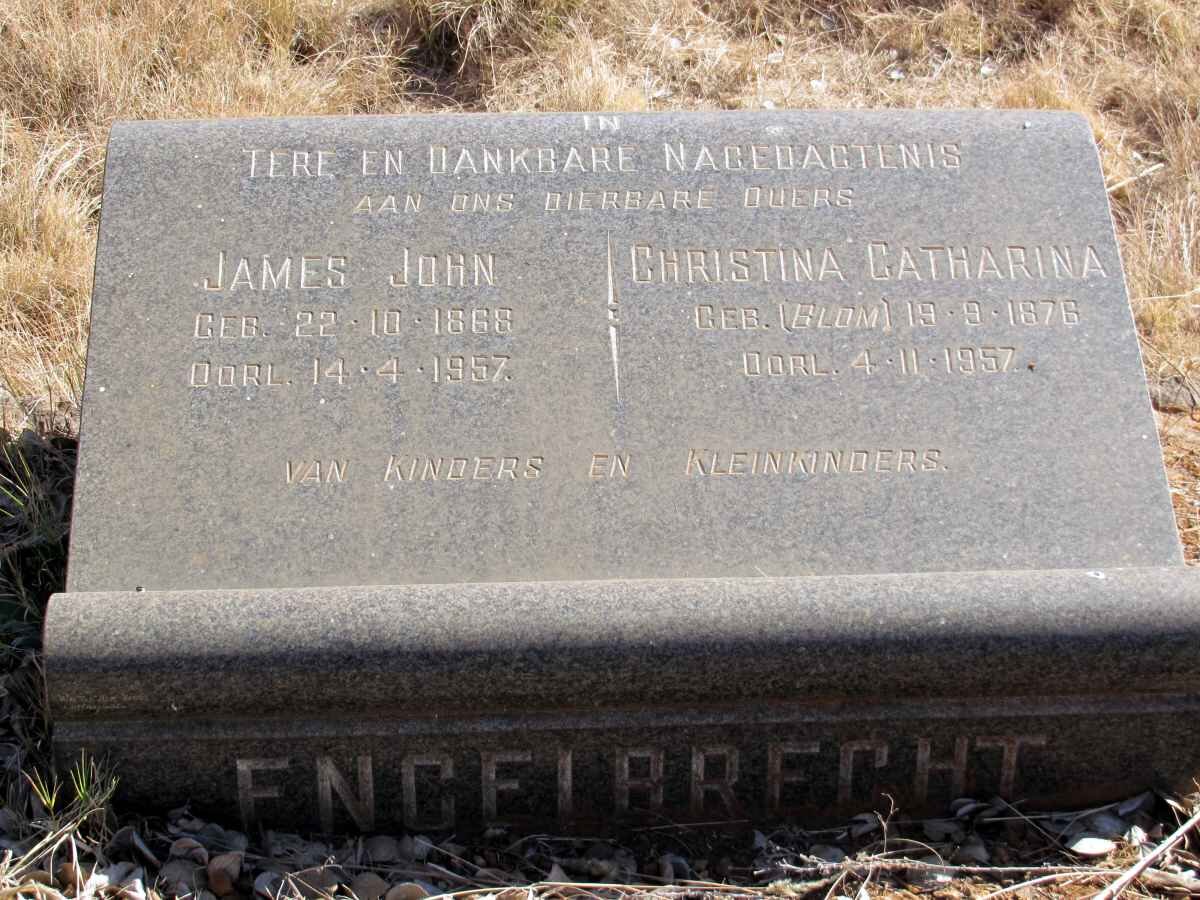 IN
TERE EN DANKBARE NAGEDAGTENIS
AAN ONS DIERBARE OUERS
JAMES JOHN
GEB. 22·10·1868
OORL. 14·4·1957.
CHRISTINA CATHARINA
GEB. (BLOM) 19·9·1876
OORL. 4·11·1957.
VAN KINDERS EN KLEINKINDERS.
ENGELBRECHT